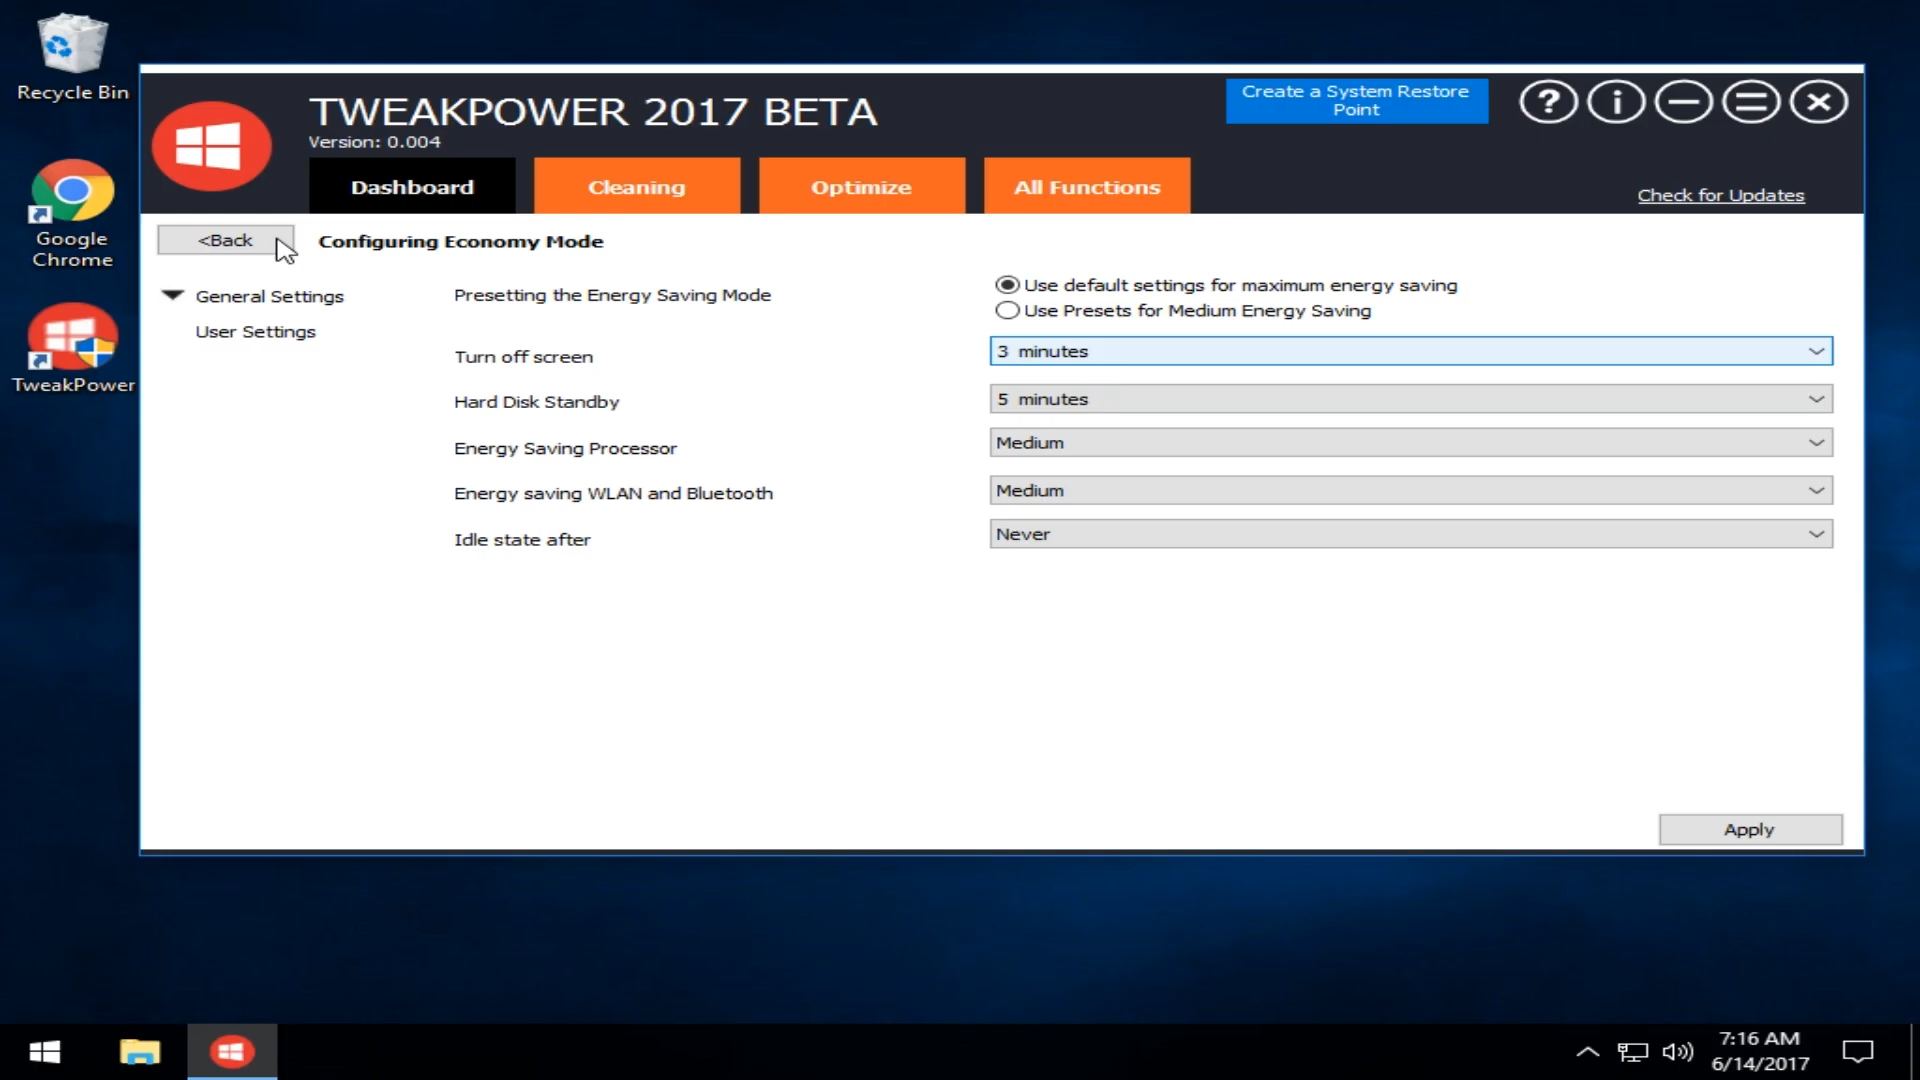 Recycle Bin
Google
Chrome
TweakPower
TWEAKPOWER 2017 BETA
Version: 0.004
Create a System Restore
Point
Dashboard
Cleaning
Optimize
All Functions
Check for Updates
<Back
Configuring Economy Mode
General Settings
User Settings
Presetting the Energy Saving Mode
Use default settings for maximum energy saving
Use Presets for Medium Energy Saving
Turn off screen
3 minutes
Hard Disk Standby
5 minutes
Energy Saving Processor
Medium
Energy saving WLAN and Bluetooth
Medium
Idle state after
Never
Apply
7:16 AM
6/14/2017